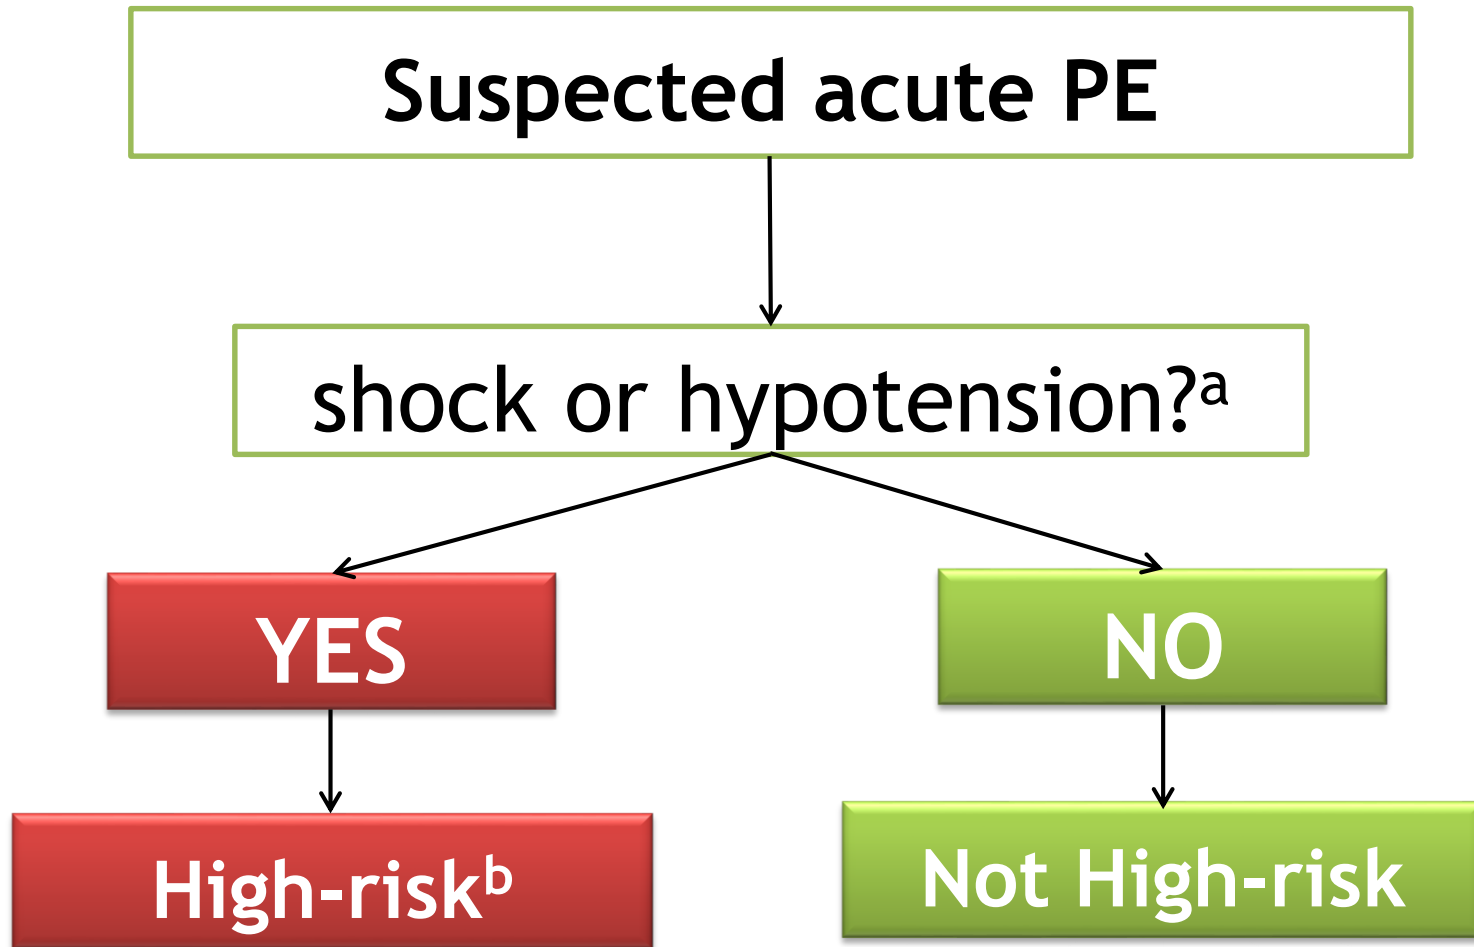 Suspected acute PE
shock or hypotension?ᵃ
YES
NO
High-riskᵇ
Not High-risk